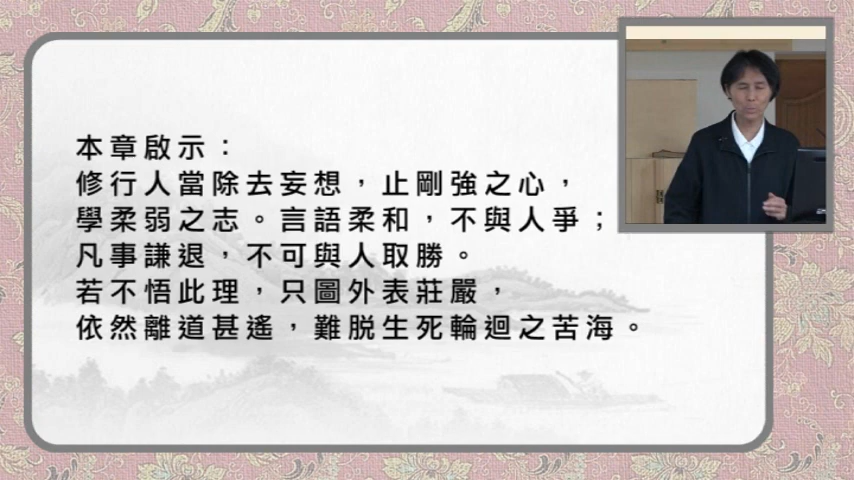 本章啟示：
修行人當除去妄想，止剛強之心，
學柔弱之志。言語柔和，不與人爭；
凡事謙退，不可與人取勝。
若不悟此理，只圖外表莊嚴，
依然離道甚遙，難脫生死輪迴之苦海。